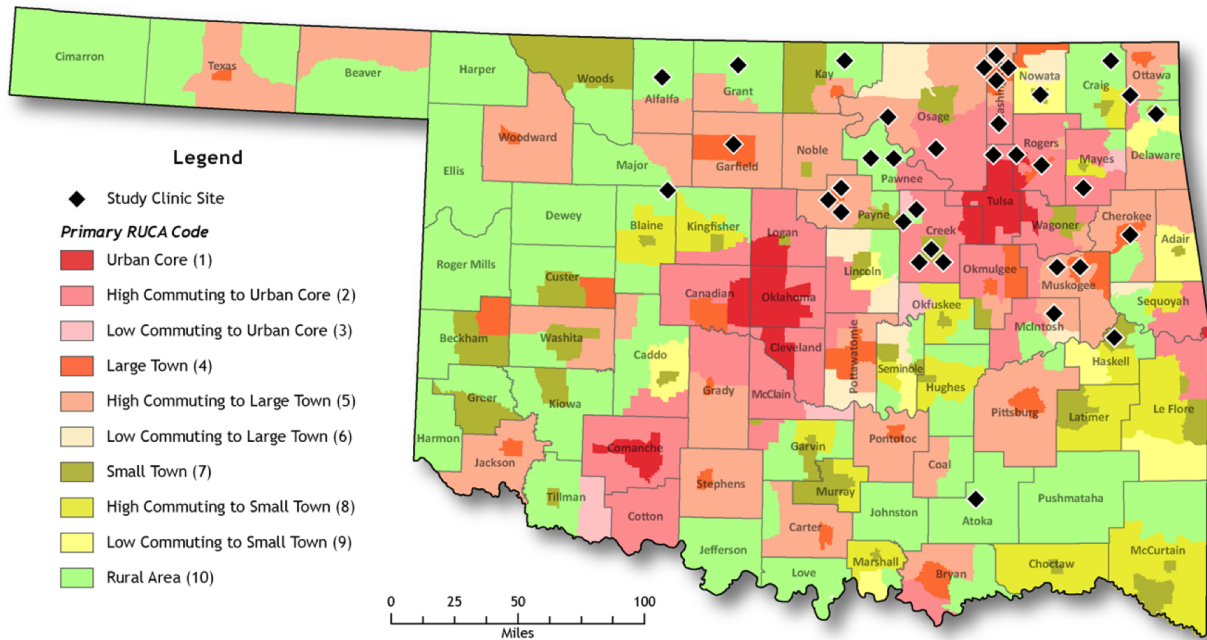 Cimarron
Texas
Beaver
Harper
Woods
Alfalfa
Grant
Kay
Osage
Nowata
Craig
Ottawa
Woodward
Ellis
Major
Garfield
Noble
Pawnee
Rogers
Mayes
Delaware
Legend
Study Clinic Site
Primary RUCA Code
Urban Core (1)
High Commuting to Urban Core (2)
Low Commuting to Urban Core (3)
Large Town (4)
High Commuting to Large Town (5)
Low Commuting to Large Town (6)
Small Town (7)
High Commuting to Small Town (8)
Low Commuting to Small Town (9)
Rural Area (10)
Dewey
Blaine
Kingfisher
Logan
Payne
Creek
Tulsa
Wagoner
Cherokee
Adair
Roger Mills
Custer
Canadian
Oklahoma
Lincoln
Okmulgee
Muskogee
Okfuskee
Sequoyah
Beckham
Washita
Caddo
Cleveland
Pottawatomie
Seminole
McIntosh
Haskell
Hughes
Greer
Kiowa
Grady
McClain
Pittsburg
Latimer
Le Flore
Harmon
Jackson
Comanche
Garvin
Pontotoc
Coal
Tillman
Cotton
Stephens
Murray
Johnston
Atoka
Pushmataha
Carter
Jefferson
Love
Marshall
Bryan
Choctaw
McCurtain
0 25 50 100
Miles